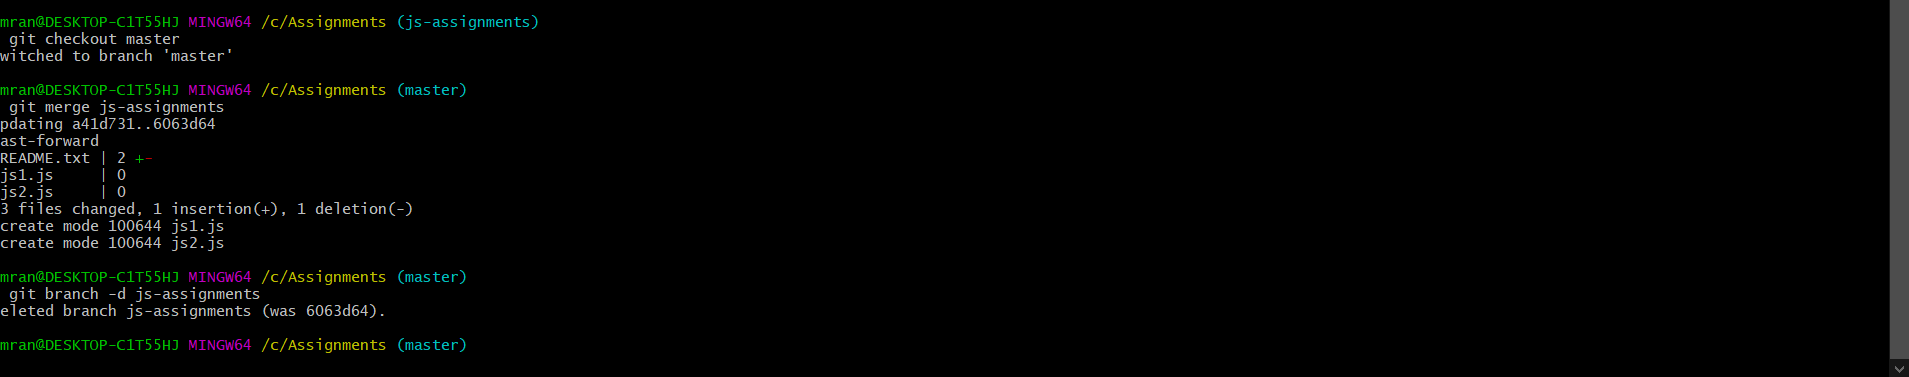 mran@DESKTOP-C1T55HJ MINGW64 /c/Assignments (js-assignments)
git checkout master
witched to branch 'master'
mran@DESKTOP-C1T55HJ MINGW64 /c/Assignments (master)
git merge js-assignments
pdating a41d731..6063d64
ast-forward
README.txt | 2 +-
js1.js | 0
js2.js | 0
3 files changed, 1 insertion(+), 1 deletion(-)
create mode 100644 js1.js
create mode 100644 js2.js
mran@DESKTOP-C1T55HJ MINGW64 /c/Assignments (master)
git branch -d js-assignments
eleted branch js-assignments (was 6063d64).
mran@DESKTOP-C1T55HJ MINGW64 /c/Assignments (master)